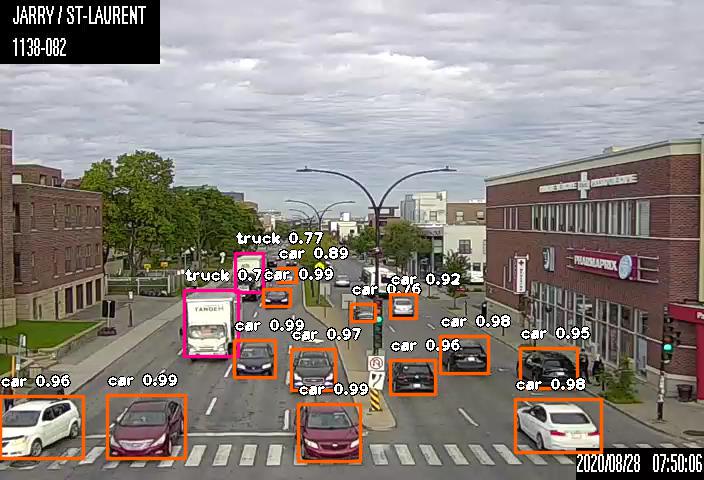 JARRY / ST-LAURENT
1138-082
truck 0.77
car 0.89
truck 0.7
car 0.99
car 0.92
car 0.76
car 0.99
car 0.97
car 0.98
car 0.96
car 0.95
car 0.96
car 0.99
car 0.99
car 0.98
TANDEM
PHARMAPRIX
2020/08/28 07:50:06